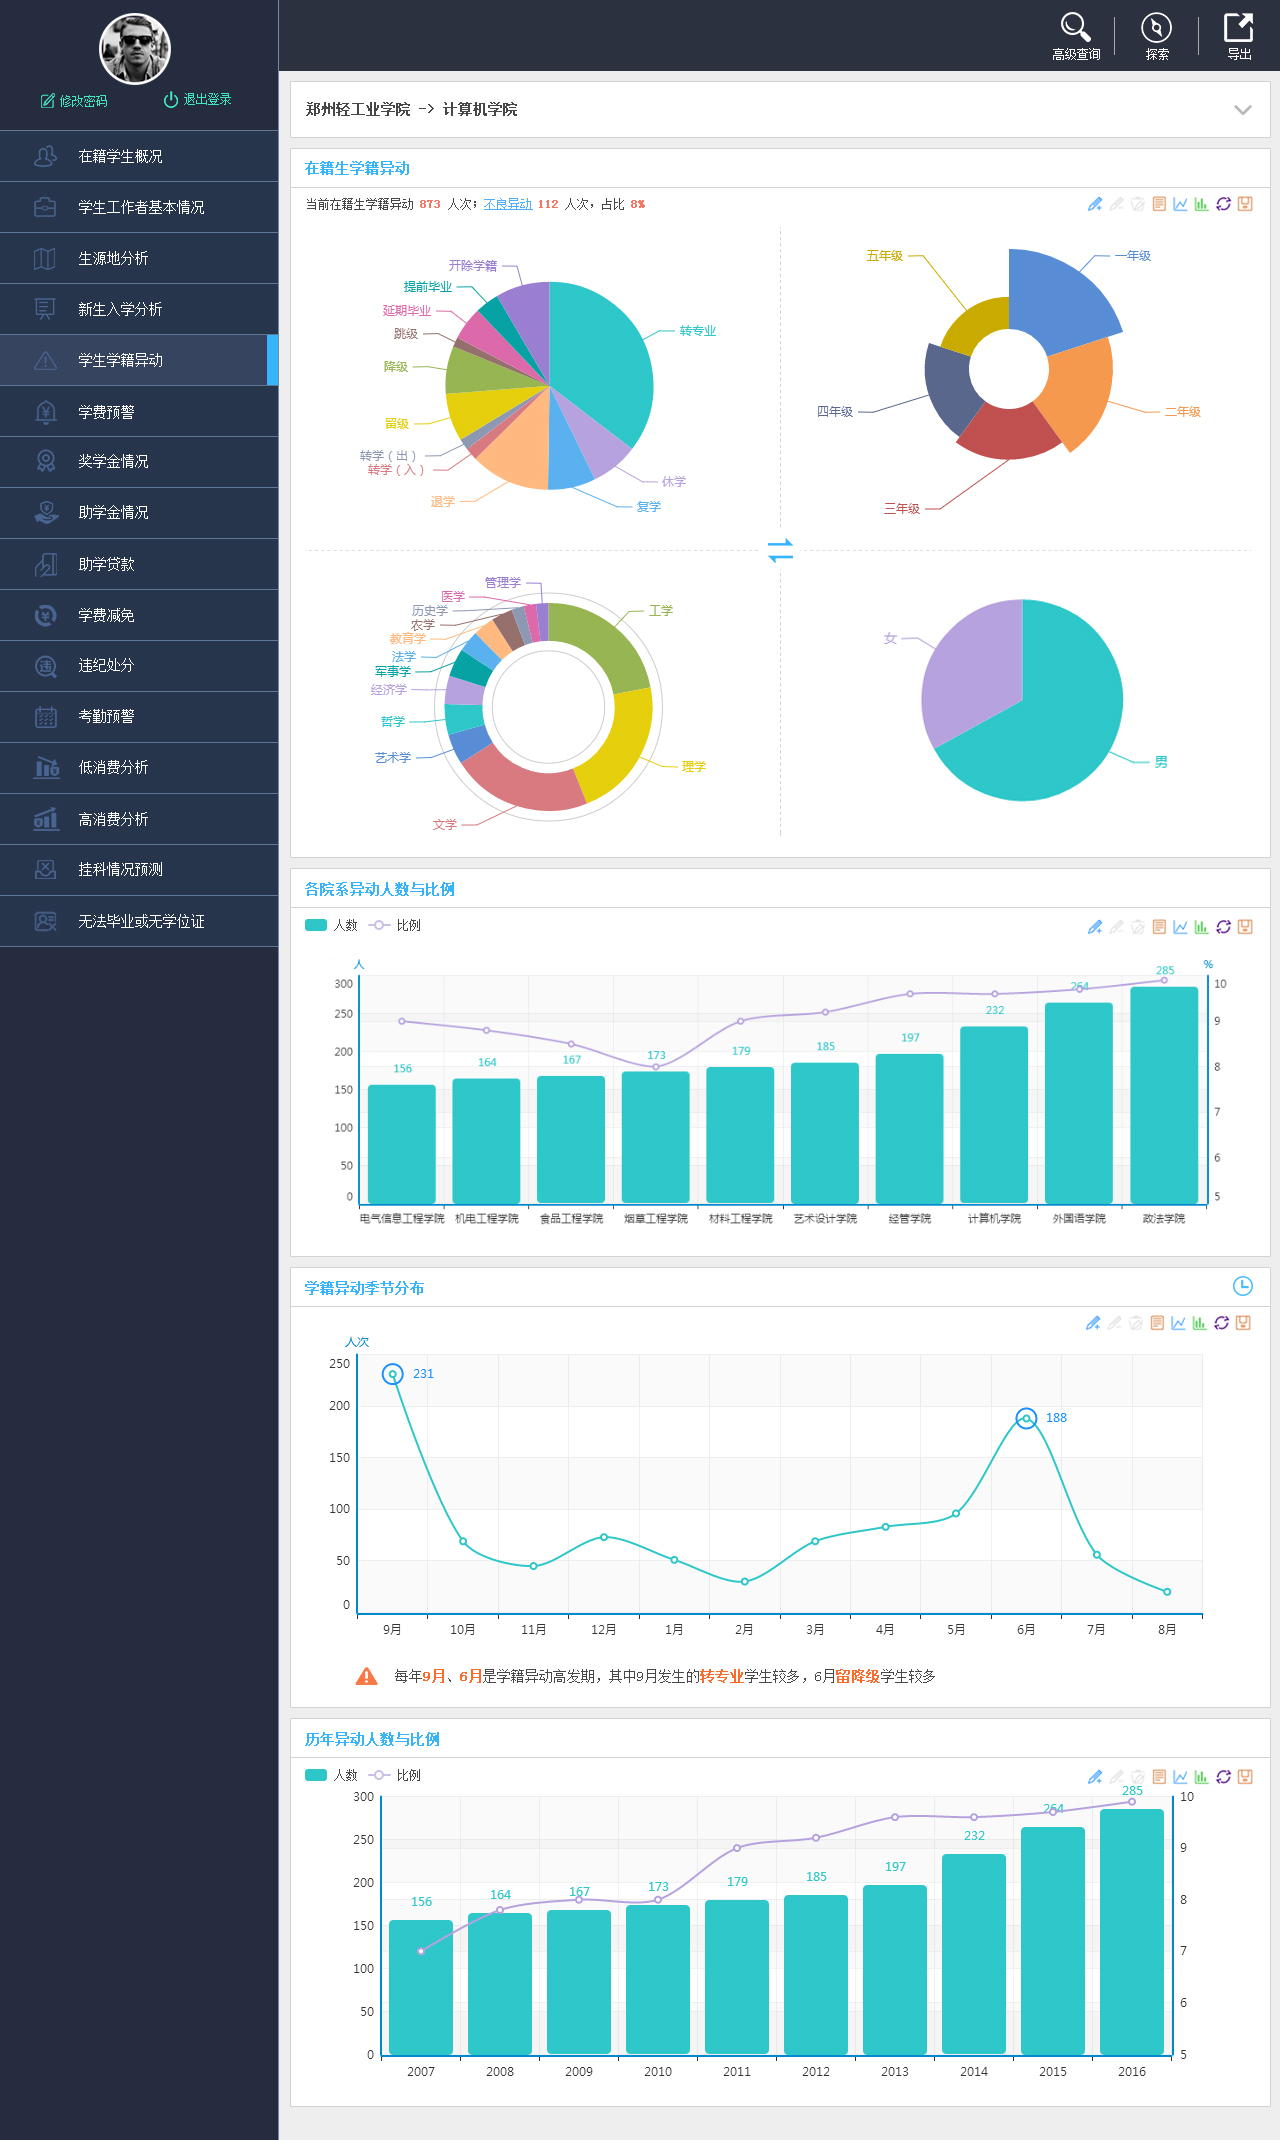 高级查询
探索
导出
修改密码
退出登录
在籍学生概况
学生工作者基本情况
生源地分析
新生入学分析
学生学籍异动
学费预警
奖学金情况
助学金情况
助学贷款
学费减免
违纪处分
考勤预警
低消费分析
高消费分析
挂科情况预测
无法毕业或无学位证
郑州轻工业学院 -> 计算机学院
在籍生学籍异动
当前在籍生学籍异动 873 人次；不良异动 112 人次，占比 8%
开除学籍
提前毕业
延期毕业
跳级
降级
留级
转学（出）
转学（入）
退学
复学
休学
转专业
五年级
一年级
四年级
二年级
三年级
管理学
医学
历史学
农学
教育学
法学
军事学
经济学
哲学
艺术学
文学
理学
工学
女
男
各院系异动人数与比例
人数 比例
人 %
300 250 200 150 100 50 0
156 164 167 173 179 185 197 232 264 285
10 9 8 7 6 5
电气信息工程学院 机电工程学院 食品工程学院 烟草工程学院 材料工程学院 艺术设计学院 经管学院 计算机学院 外国语学院 政法学院
学籍异动季节分布
人次
250 200 150 100 50 0
231 188
9月 10月 11月 12月 1月 2月 3月 4月 5月 6月 7月 8月
每年9月、6月是学籍异动高发期，其中9月发生的转专业学生较多，6月留降级学生较多
历年异动人数与比例
人数 比例
300 250 200 150 100 50 0
156 164 167 173 179 185 197 232 264 285
10 9 8 7 6 5
2007 2008 2009 2010 2011 2012 2013 2014 2015 2016